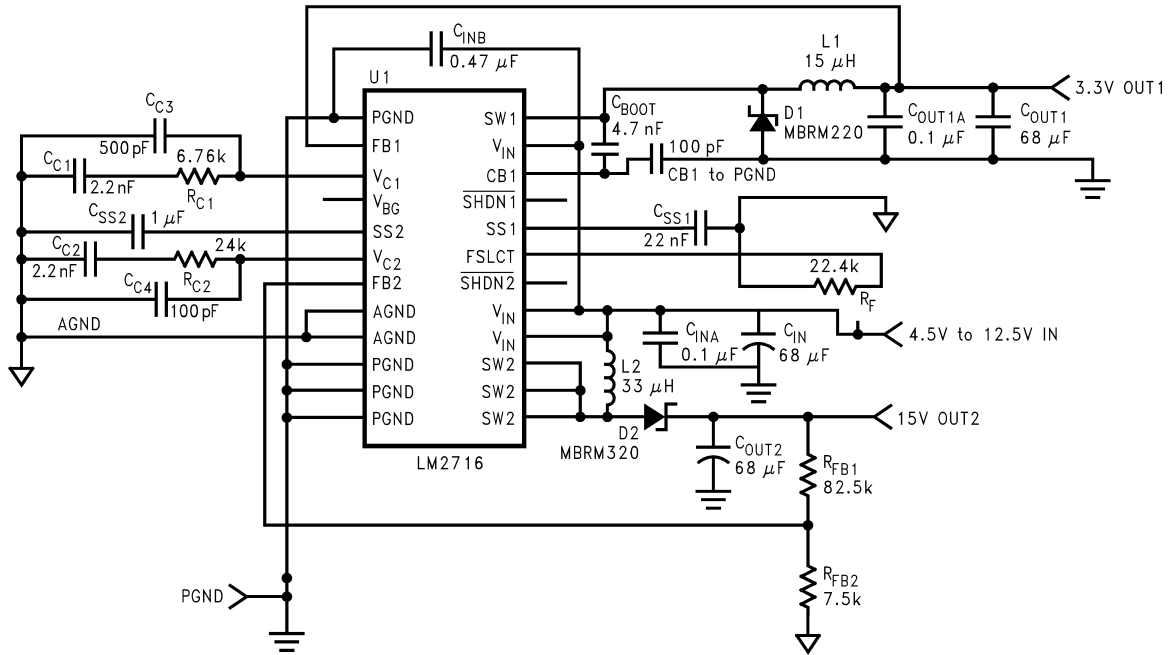 C_INB
0.47 μF
U1
L1
15 μH
3.3V OUT1
C_C3
500 pF
C_C1
2.2 nF
6.76k
R_C1
C_SS2
1 μF
C_C2
2.2 nF
24k
R_C2
C_C4
100 pF
AGND
PGND
FB1
V_C1
V_BG
SS2
V_C2
FB2
AGND
AGND
PGND
PGND
PGND
SW1
V_IN
CB1
SHDN1
SS1
FSLCT
SHDN2
V_IN
V_IN
SW2
SW2
SW2
LM2716
C_BOOT
4.7 nF
100 pF
CB1 to PGND
D1
MBRM220
C_OUT1A
0.1 μF
C_OUT1
68 μF
C_SS1
22 nF
22.4k
R_F
C_INA
0.1 μF
C_IN
68 μF
4.5V to 12.5V IN
L2
33 μH
D2
MBRM320
15V OUT2
C_OUT2
68 μF
R_FB1
82.5k
R_FB2
7.5k
PGND